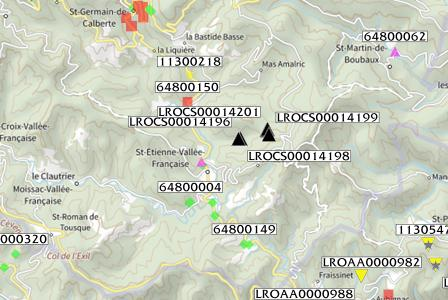 St-Germain-de-
Calberte
la Bastide Basse
la Liquière
64800062
St-Martin-de-
Boubaux
11300218
Mas Amalric
64800150
LROCS00014201
LROCS00014196
LROCS00014199
Croix-Vallée-
Française
St-Etienne-Vallée-
Française
LROCS00014198
le Clautrier
Moissac-Vallée-
Française
64800004
St-Roman de
Tousque
64800149
000320
Col de l'Exil
1130547
LROAA0000982
Fraissinet
LROAA0000988